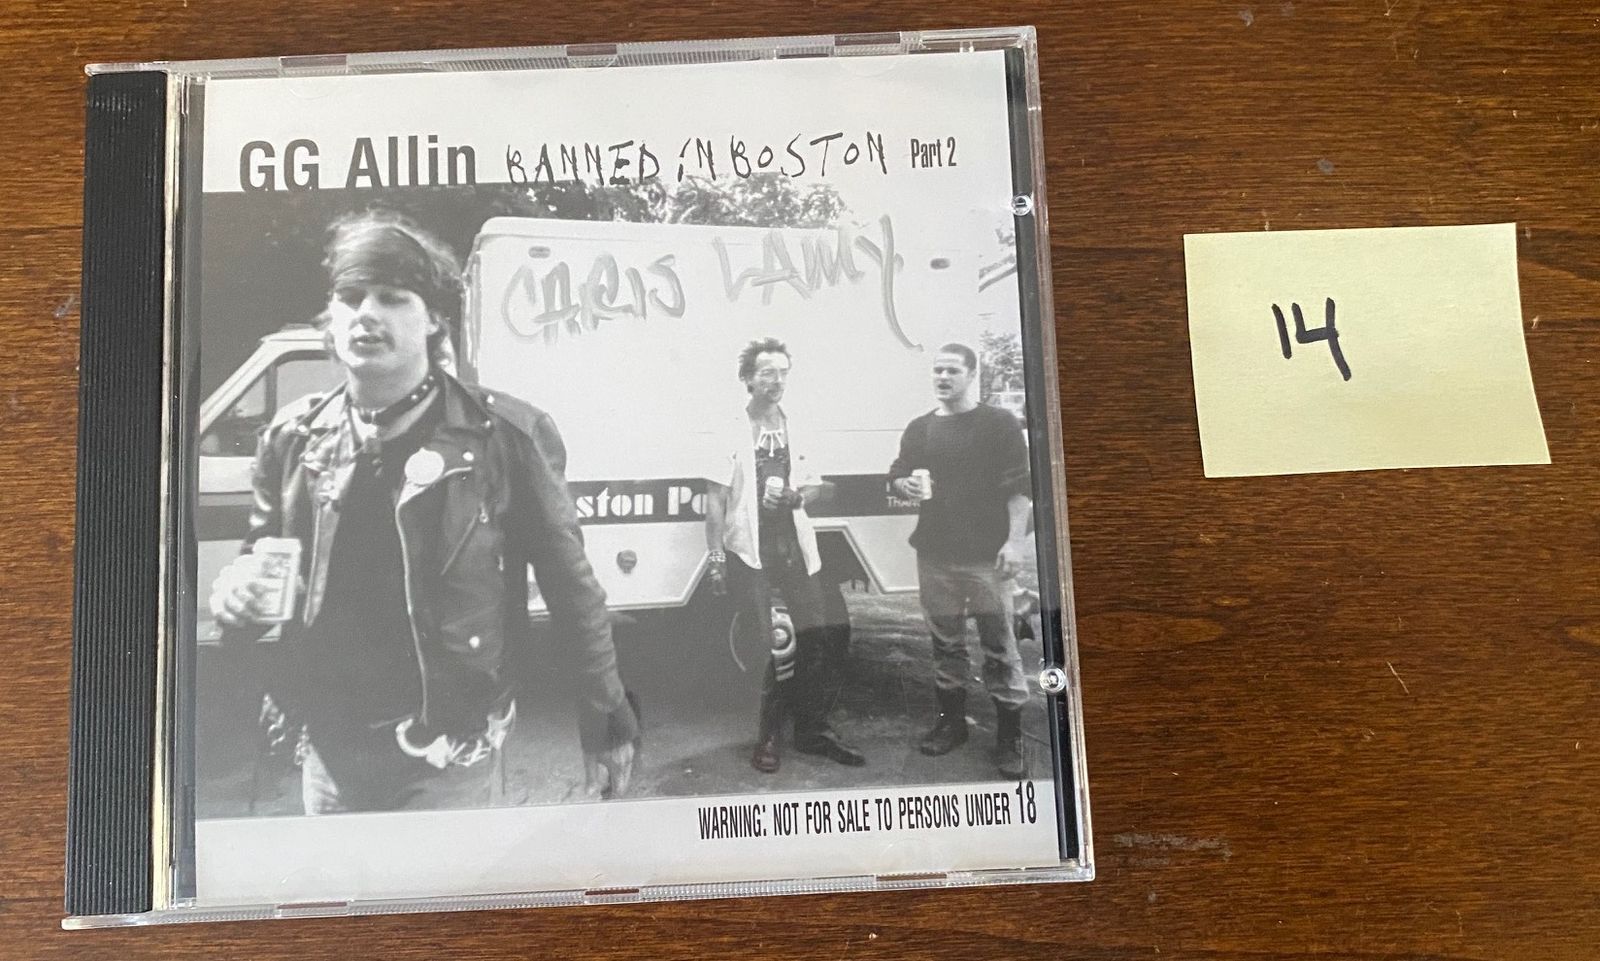 GG Allin BANNED iN BOSTON Part 2
CHRIS LAMY
ston Po
WARNING: NOT FOR SALE TO PERSONS UNDER 18
14